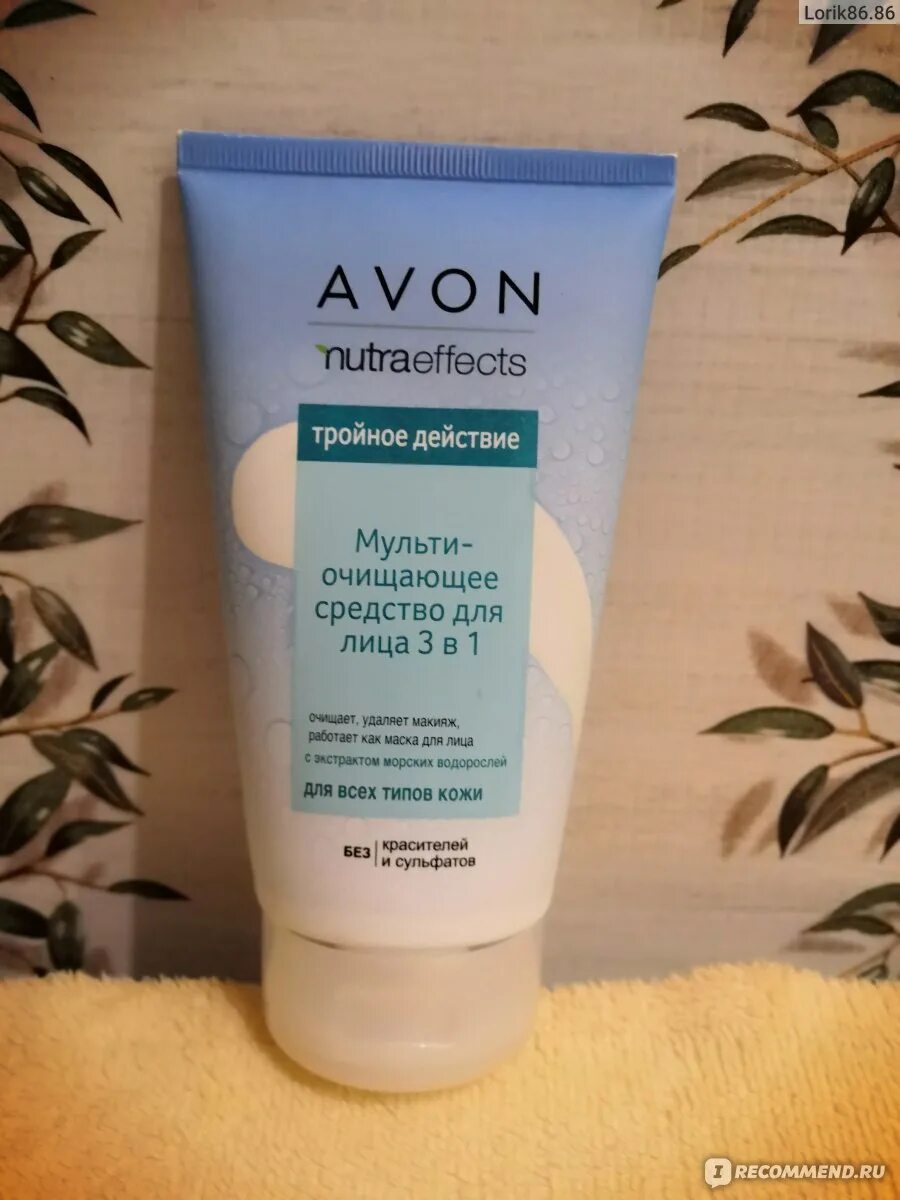 Lorik86.86
AVON
nutraeffects
тройное действие
Мульти-
очищающее
средство для
лица 3 в 1
очищает, удаляет макияж,
работает как маска для лица
с экстрактом морских водорослей
для всех типов кожи
БЕЗ красителей
и сульфатов
IRECOMMEND.RU